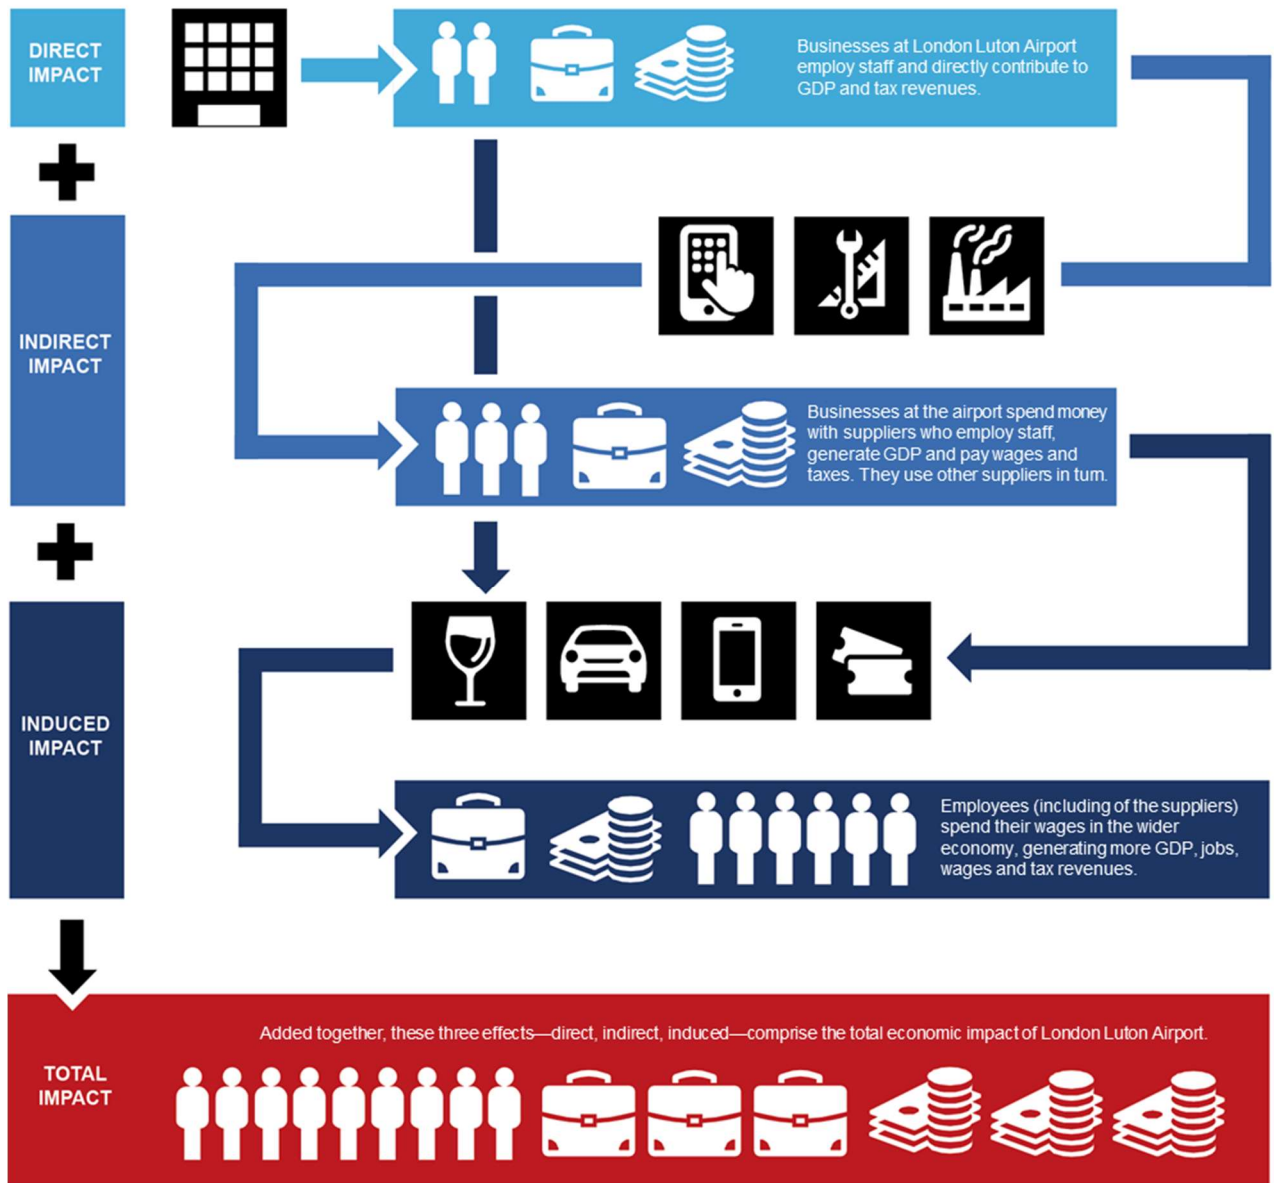 DIRECT
IMPACT
Businesses at London Luton Airport
employ staff and directly contribute to
GDP and tax revenues.
INDIRECT
IMPACT
Businesses at the airport spend money
with suppliers who employ staff,
generate GDP and pay wages and
taxes. They use other suppliers in turn.
INDUCED
IMPACT
Employees (including of the suppliers)
spend their wages in the wider
economy, generating more GDP, jobs,
wages and tax revenues.
Added together, these three effects—direct, indirect, induced—comprise the total economic impact of London Luton Airport.
TOTAL
IMPACT